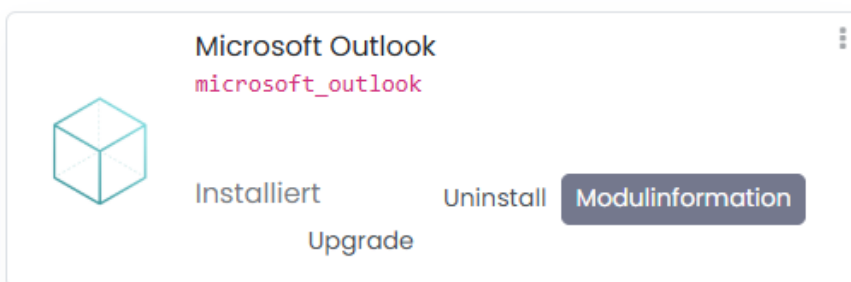 Microsoft Outlook
microsoft_outlook
Installiert
Uninstall
Modulinformation
Upgrade